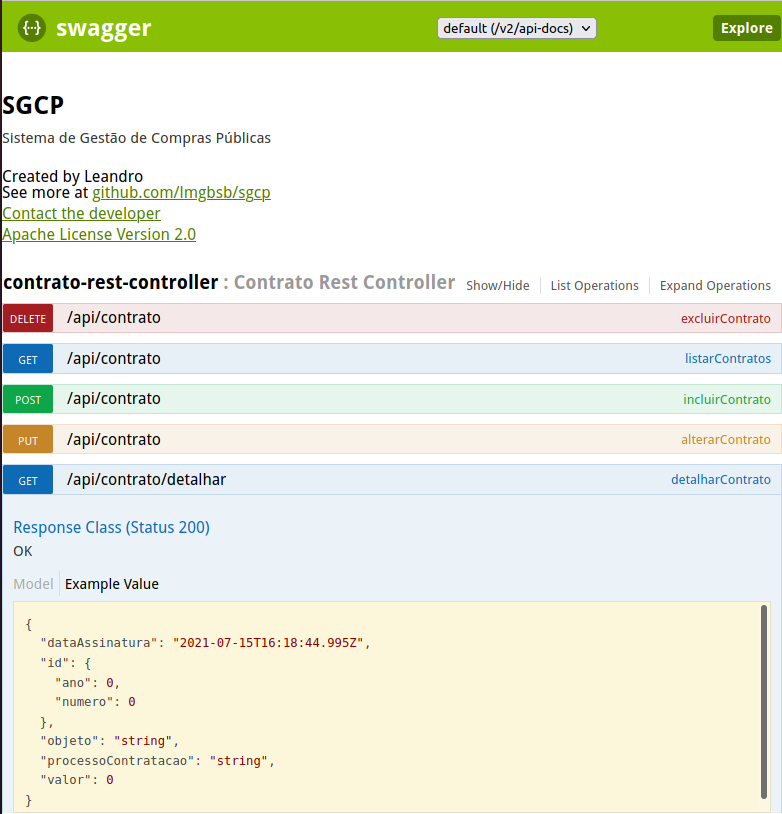 {··} swagger default (/v2/api-docs) Explore
SGCP
Sistema de Gestão de Compras Públicas
Created by Leandro
See more at github.com/lmgbsb/sgcp
Contact the developer
Apache License Version 2.0
contrato-rest-controller : Contrato Rest Controller Show/Hide List Operations Expand Operations
DELETE /api/contrato excluirContrato
GET /api/contrato listarContratos
POST /api/contrato incluirContrato
PUT /api/contrato alterarContrato
GET /api/contrato/detalhar detalharContrato
Response Class (Status 200)
OK
Model Example Value
{
  "dataAssinatura": "2021-07-15T16:18:44.995Z",
  "id": {
    "ano": 0,
    "numero": 0
  },
  "objeto": "string",
  "processoContratacao": "string",
  "valor": 0
}